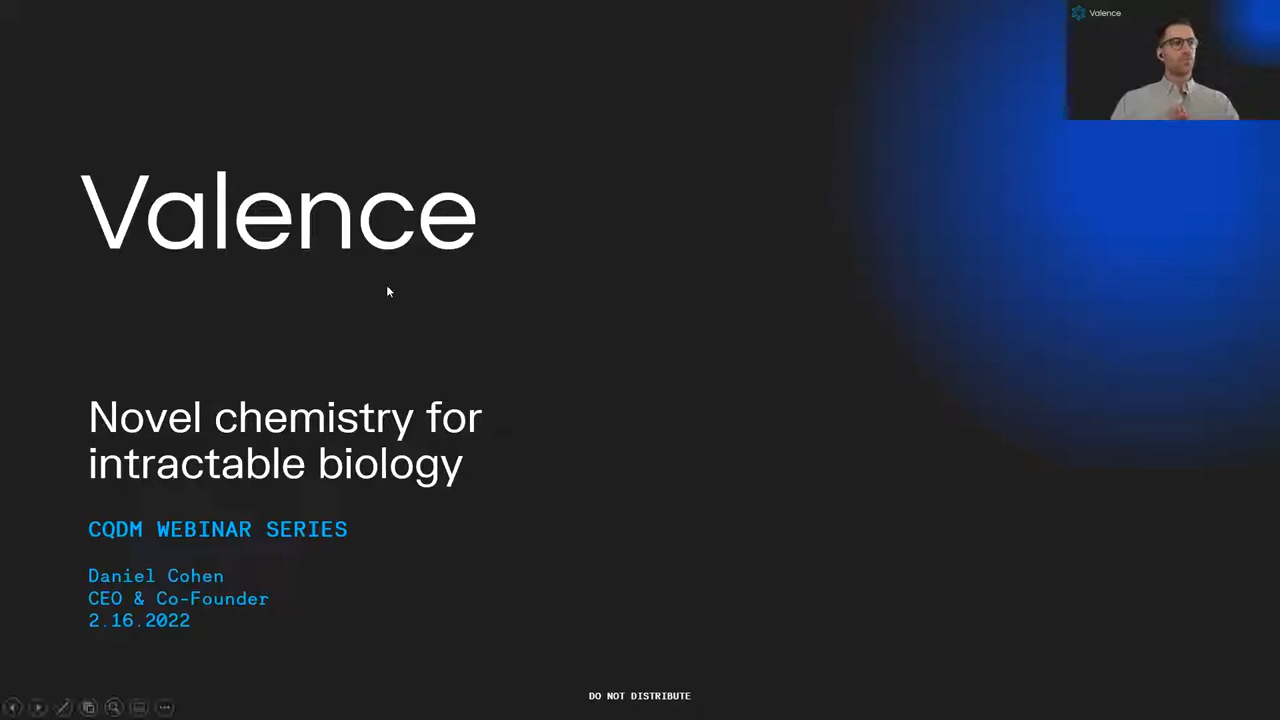 Valence
Valence
Novel chemistry for
intractable biology
CQDM WEBINAR SERIES
Daniel Cohen
CEO & Co-Founder
2.16.2022
DO NOT DISTRIBUTE